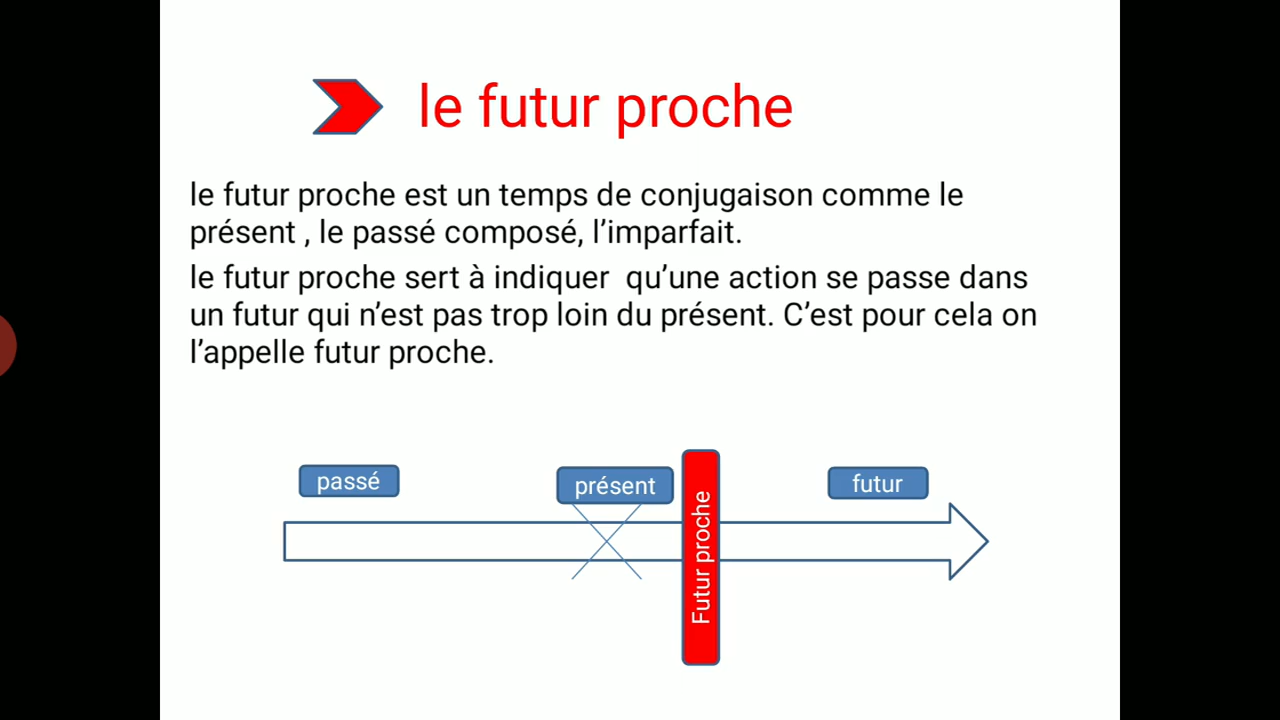 le futur proche
le futur proche est un temps de conjugaison comme le
présent , le passé composé, l’imparfait.
le futur proche sert à indiquer  qu’une action se passe dans
un futur qui n’est pas trop loin du présent. C’est pour cela on
l’appelle futur proche.
passé
présent
Futur proche
futur